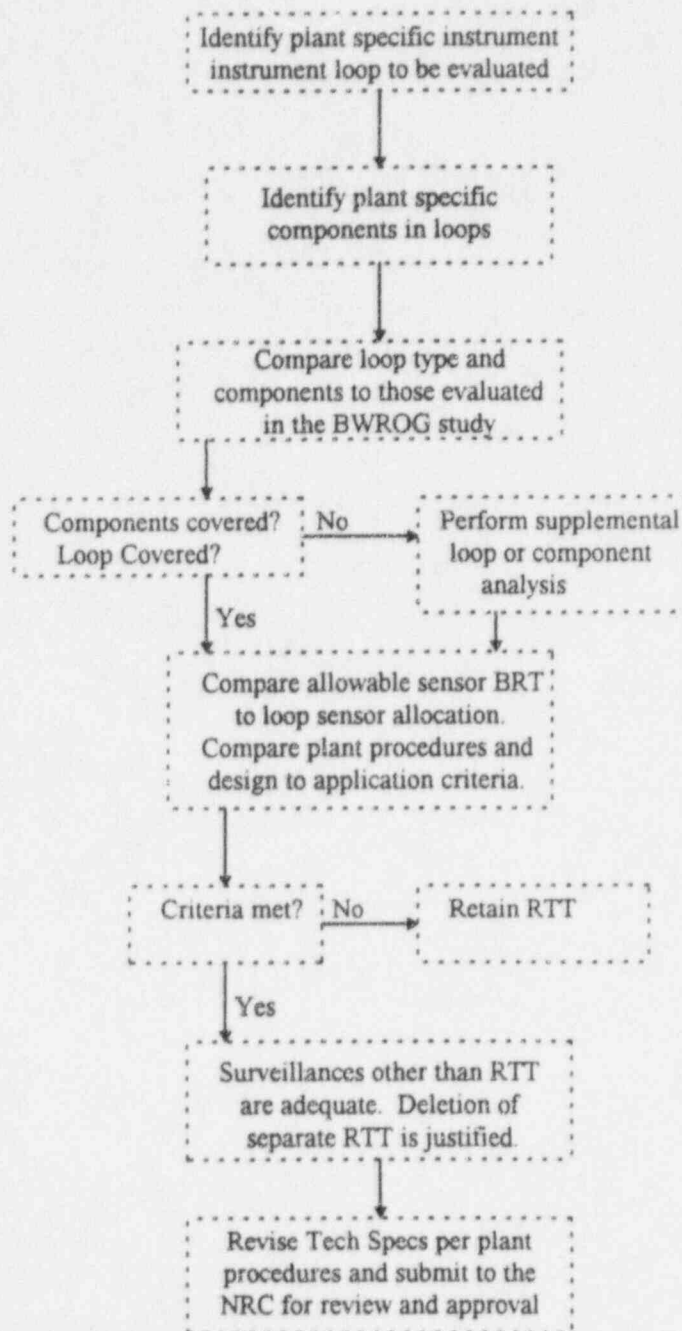 Identify plant specific instrument
instrument loop to be evaluated
Identify plant specific
components in loops
Compare loop type and
components to those evaluated
in the BWROG study
Components covered?
Loop Covered?
No
Perform supplemental
loop or component
analysis
Yes
Compare allowable sensor BRT
to loop sensor allocation.
Compare plant procedures and
design to application criteria.
Criteria met?
No
Retain RTT
Yes
Surveillances other than RTT
are adequate. Deletion of
separate RTT is justified.
Revise Tech Specs per plant
procedures and submit to the
NRC for review and approval